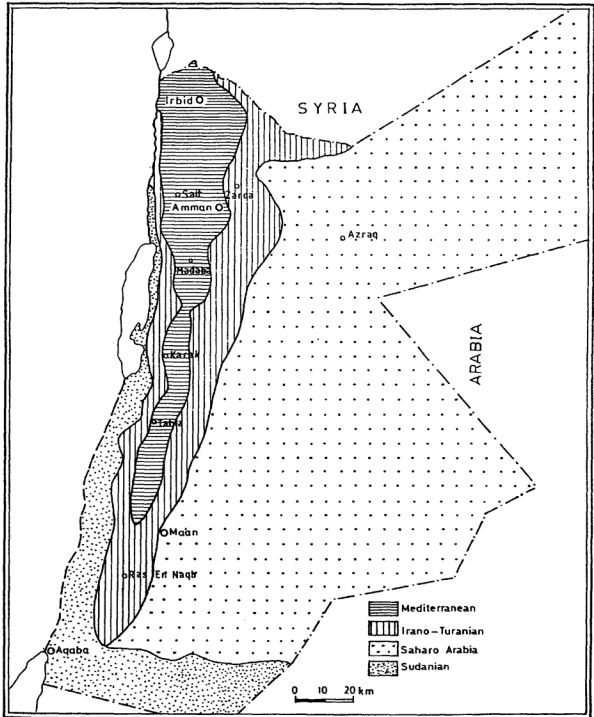 Irbid
SYRIA
Salt
Zarqa
Amman
Azraq
Madaba
ARABIA
Karak
Tafila
Maan
Ras En Naqb
Mediterranean
Irano-Turanian
Saharo Arabia
Aqaba
Sudanian
0 10 20 km